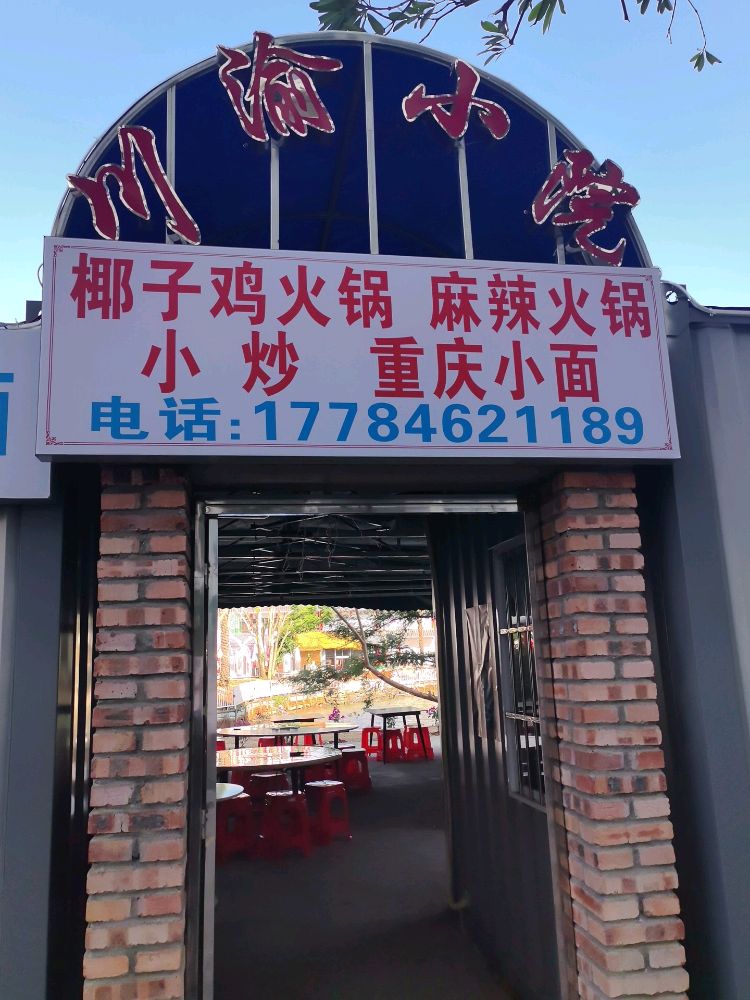 川渝小院
椰子鸡火锅 麻辣火锅
小炒 重庆小面
电话:17784621189